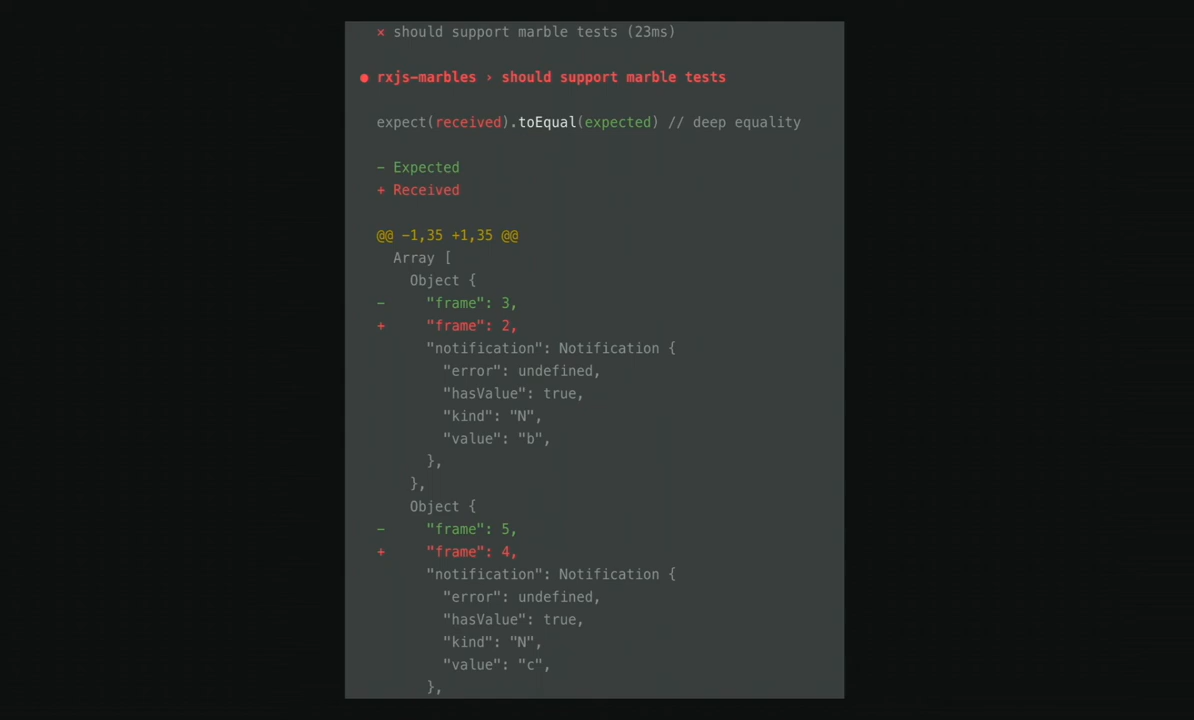 × should support marble tests (23ms)
● rxjs-marbles › should support marble tests
expect(received).toEqual(expected) // deep equality
- Expected
+ Received
@@ -1,35 +1,35 @@
Array [
Object {
- "frame": 3,
+ "frame": 2,
"notification": Notification {
"error": undefined,
"hasValue": true,
"kind": "N",
"value": "b",
},
},
Object {
- "frame": 5,
+ "frame": 4,
"notification": Notification {
"error": undefined,
"hasValue": true,
"kind": "N",
"value": "c",
},